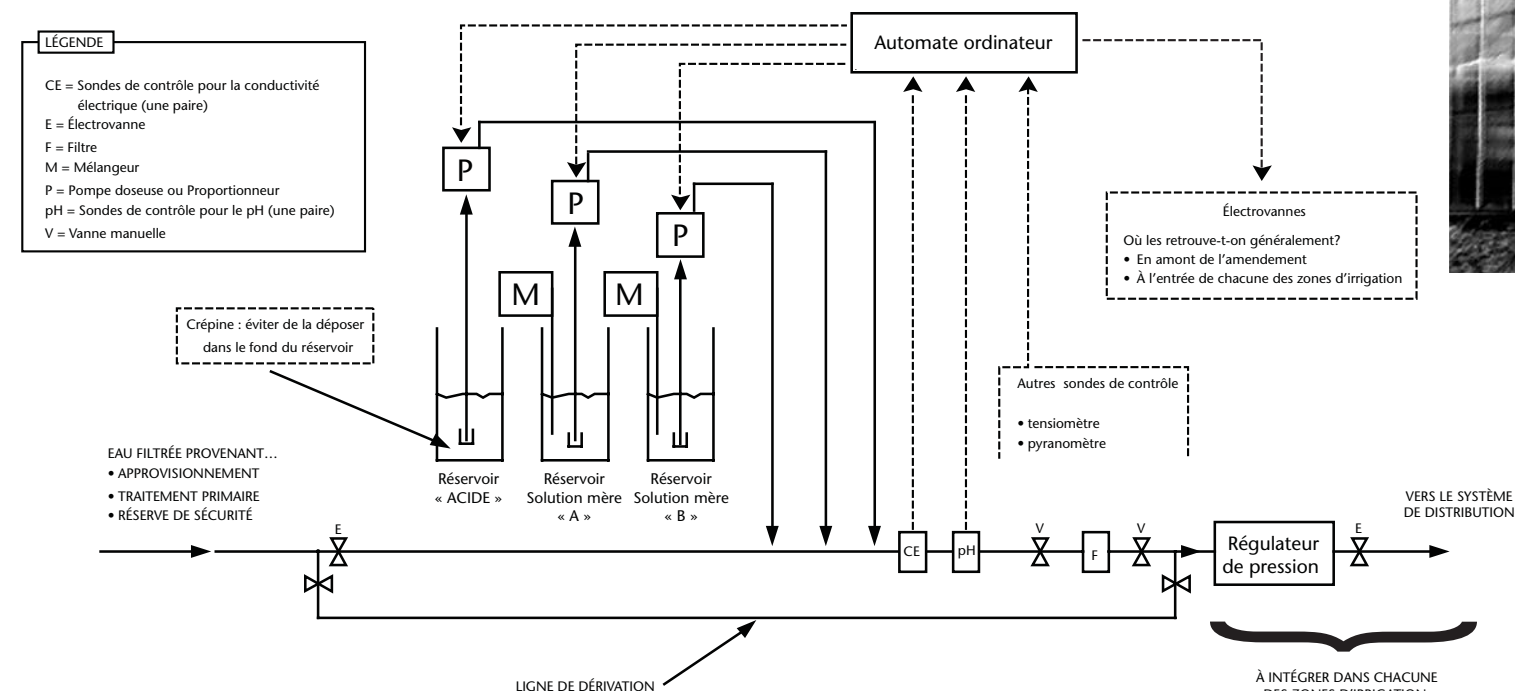 LÉGENDE
CE = Sondes de contrôle pour la conductivité
électrique (une paire)
E = Électrovanne
F = Filtre
M = Mélangeur
P = Pompe doseuse ou Proportionneur
pH = Sondes de contrôle pour le pH (une paire)
V = Vanne manuelle
Automate ordinateur
P
P
P
M
M
Électrovannes
Où les retrouve-t-on généralement?
• En amont de l'amendement
• À l'entrée de chacune des zones d'irrigation
Crépine : éviter de la déposer
dans le fond du réservoir
Autres sondes de contrôle
• tensiomètre
• pyranomètre
EAU FILTRÉE PROVENANT…
• APPROVISIONNEMENT
• TRAITEMENT PRIMAIRE
• RÉSERVE DE SÉCURITÉ
Réservoir
« ACIDE »
Réservoir
Solution mère
« A »
Réservoir
Solution mère
« B »
VERS LE SYSTÈME
DE DISTRIBUTION
E
CE
pH
V
F
V
Régulateur
de pression
E
LIGNE DE DÉRIVATION
À INTÉGRER DANS CHACUNE
DES ZONES D'IRRIGATION